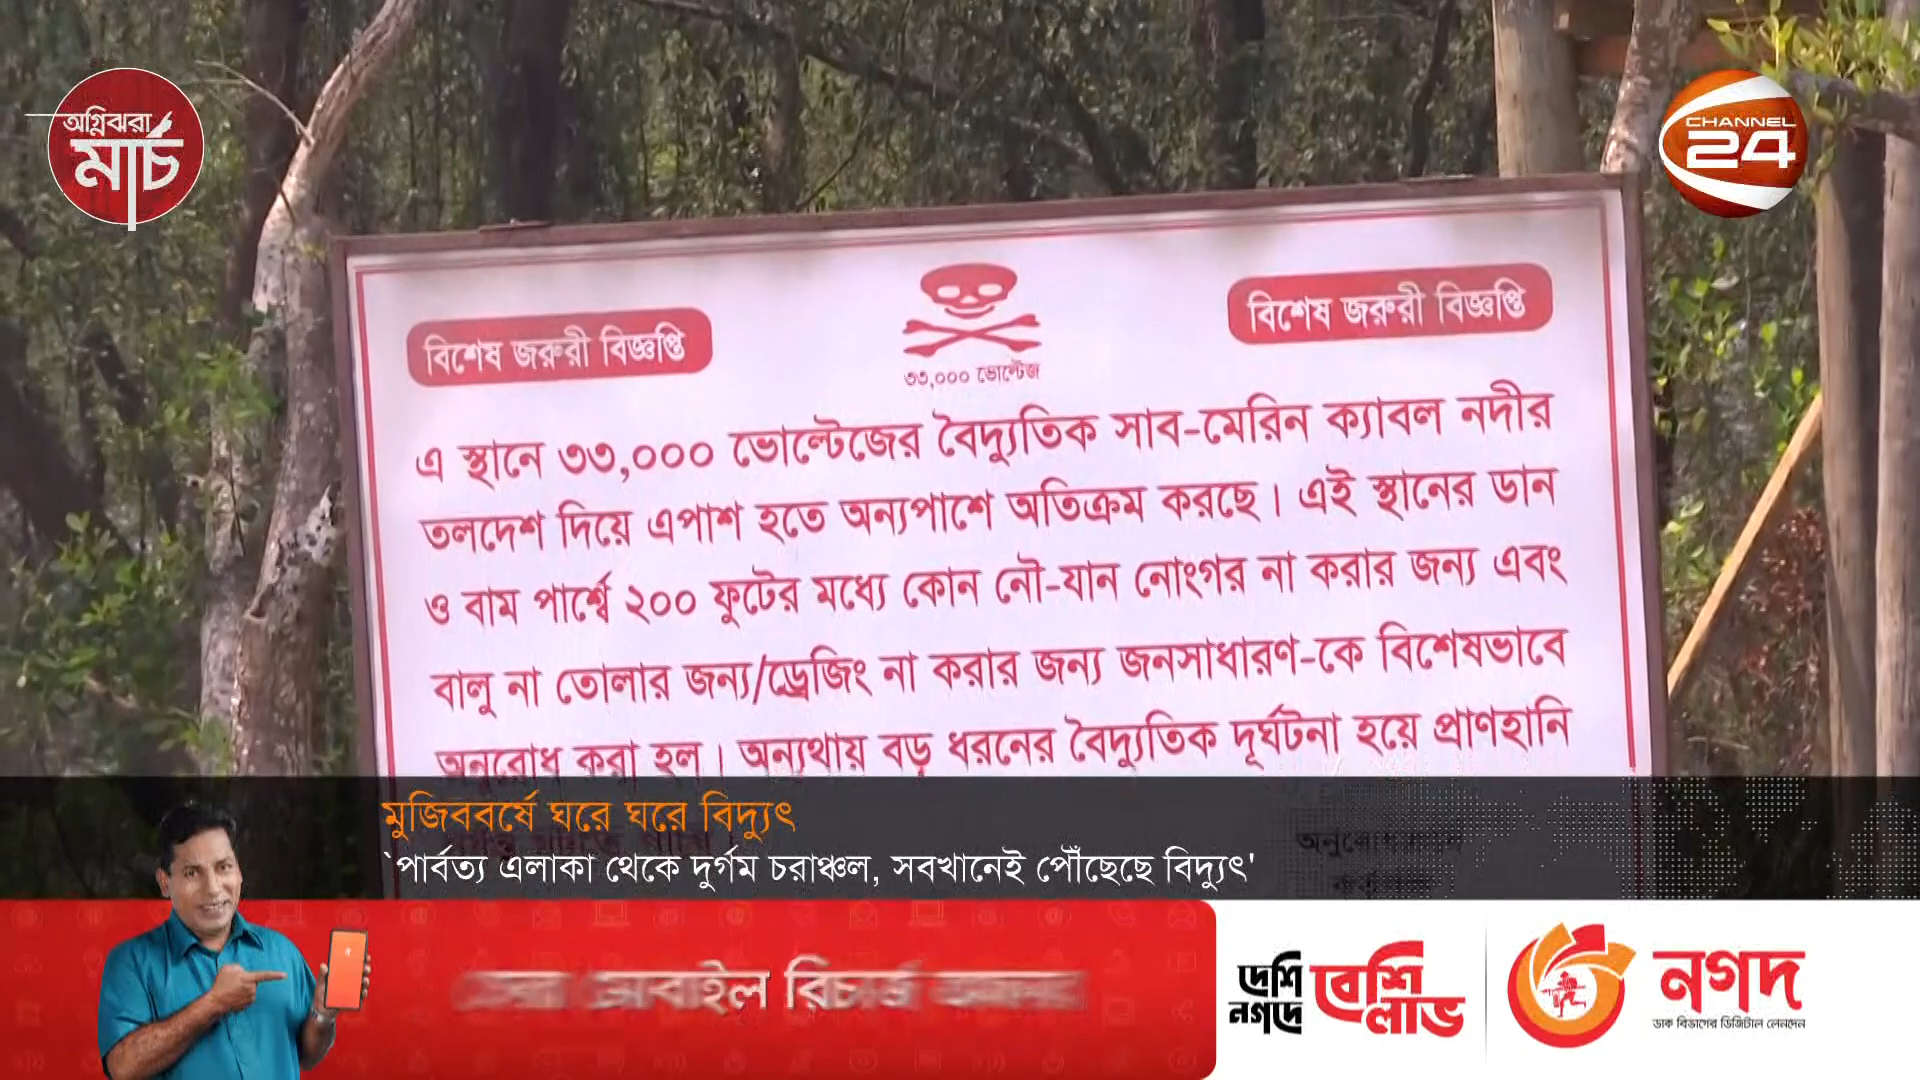 অগ্নিঝরা
মার্চ
CHANNEL
24
বিশেষ জরুরী বিজ্ঞপ্তি
বিশেষ জরুরী বিজ্ঞপ্তি
৩৩,০০০ ভোল্টেজ
এ স্থানে ৩৩,০০০ ভোল্টেজের বৈদ্যুতিক সাব-মেরিন ক্যাবল নদীর
তলদেশ দিয়ে এপাশ হতে অন্যপাশে অতিক্রম করছে। এই স্থানের ডান
ও বাম পার্শ্বে ২০০ ফুটের মধ্যে কোন নৌ-যান নোংগর না করার জন্য এবং
বালু না তোলার জন্য/ড্রেজিং না করার জন্য জনসাধারণ-কে বিশেষভাবে
অনুরোধ করা হল। অন্যথায় বড় ধরনের বৈদ্যুতিক দূর্ঘটনা হয়ে প্রাণহানি
মুজিববর্ষে ঘরে ঘরে বিদ্যুৎ
`পার্বত্য এলাকা থেকে দুর্গম চরাঞ্চল, সবখানেই পৌঁছেছে বিদ্যুৎ'
মোবাইল রিচার্জ
দেশি
নগদে
বেশি
লাভ
নগদ
ডাক বিভাগের ডিজিটাল লেনদেন